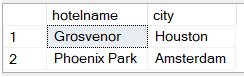 hotelname city
1 Grosvenor Houston
2 Phoenix Park Amsterdam